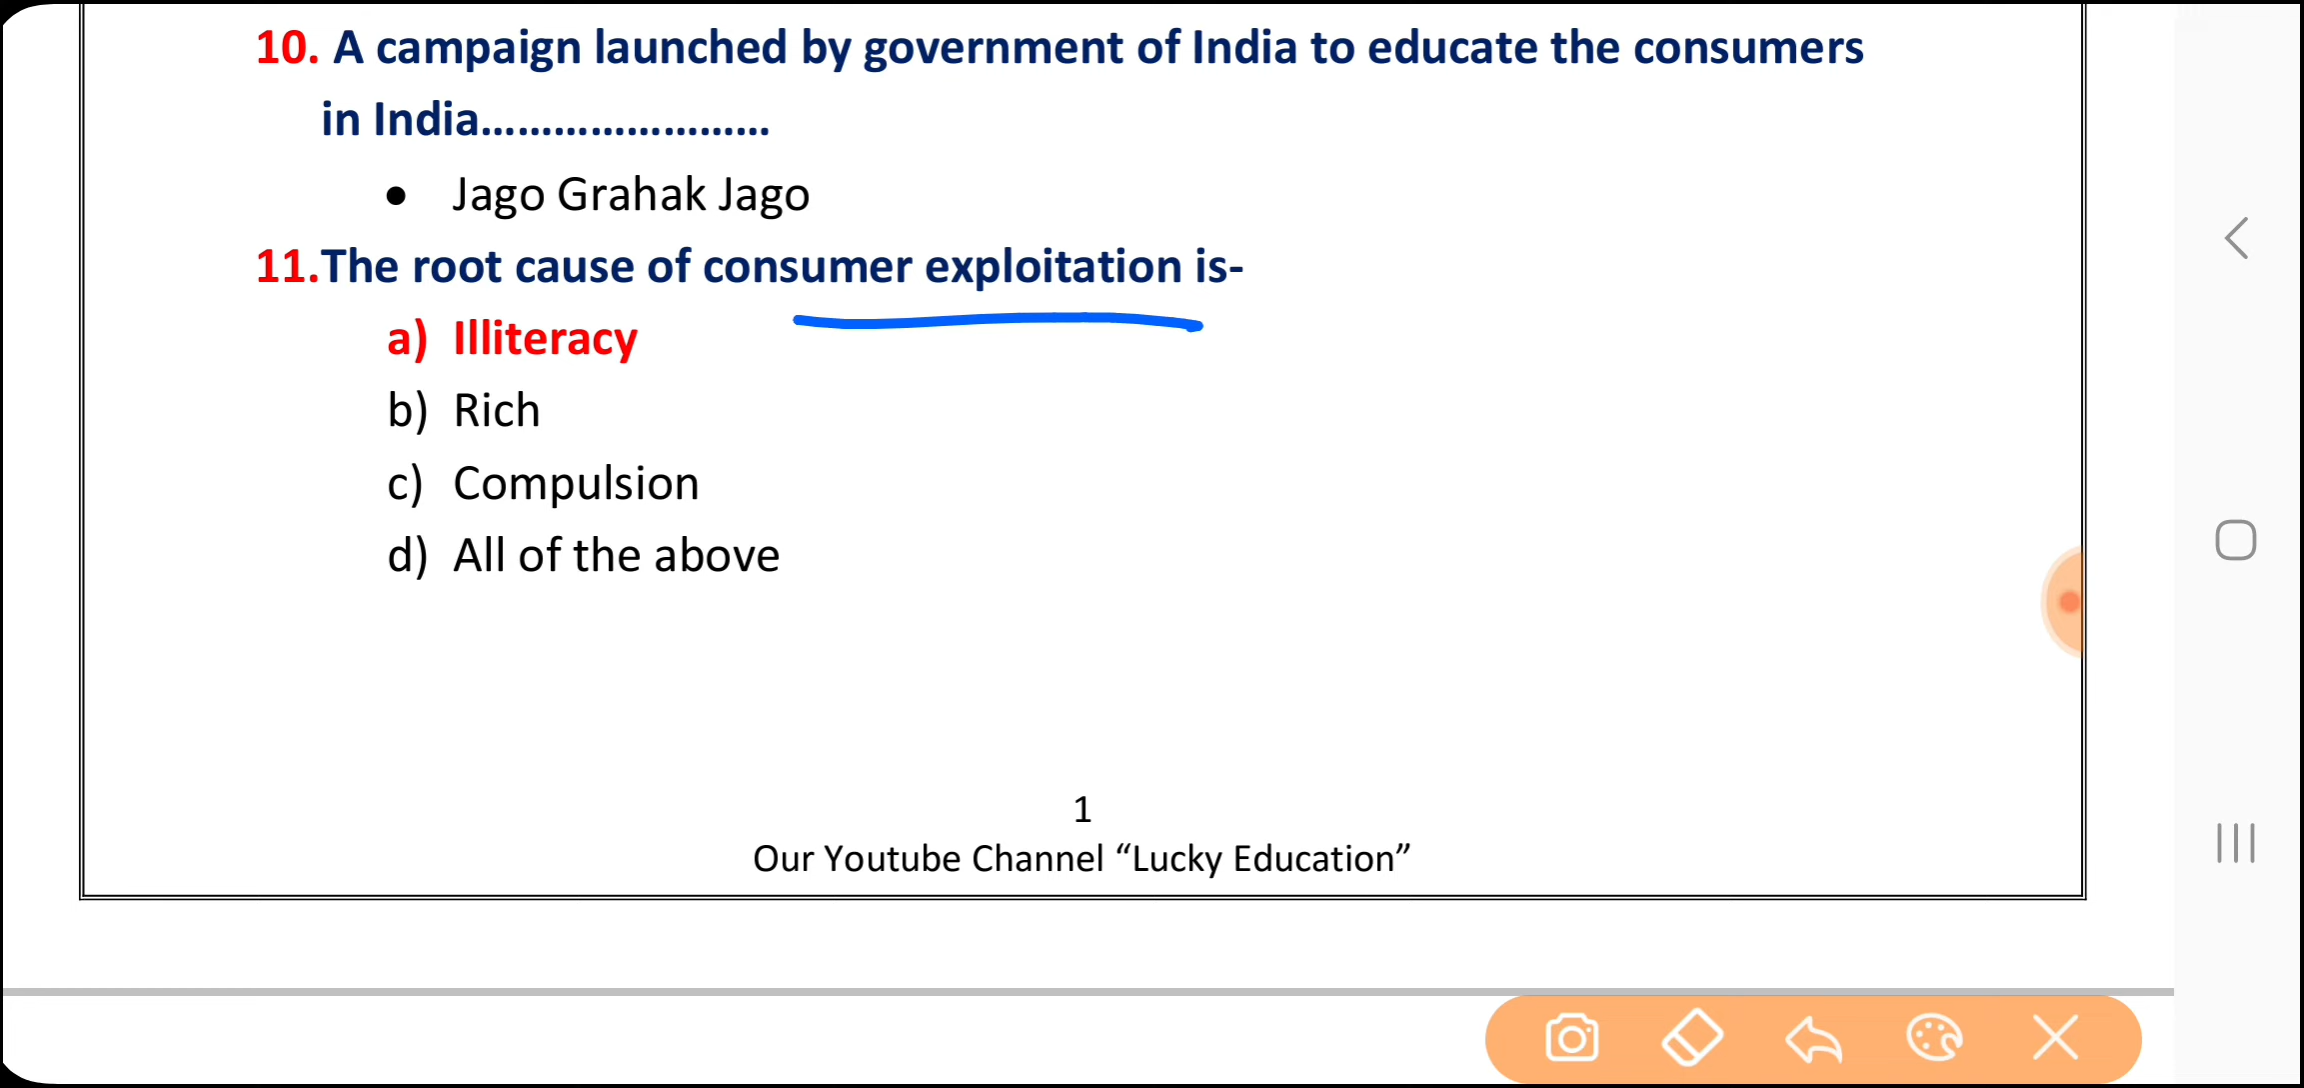 10. A campaign launched by government of India to educate the consumers
in India........................
• Jago Grahak Jago
11.The root cause of consumer exploitation is-
a) Illiteracy
b) Rich
c) Compulsion
d) All of the above
1
Our Youtube Channel “Lucky Education”